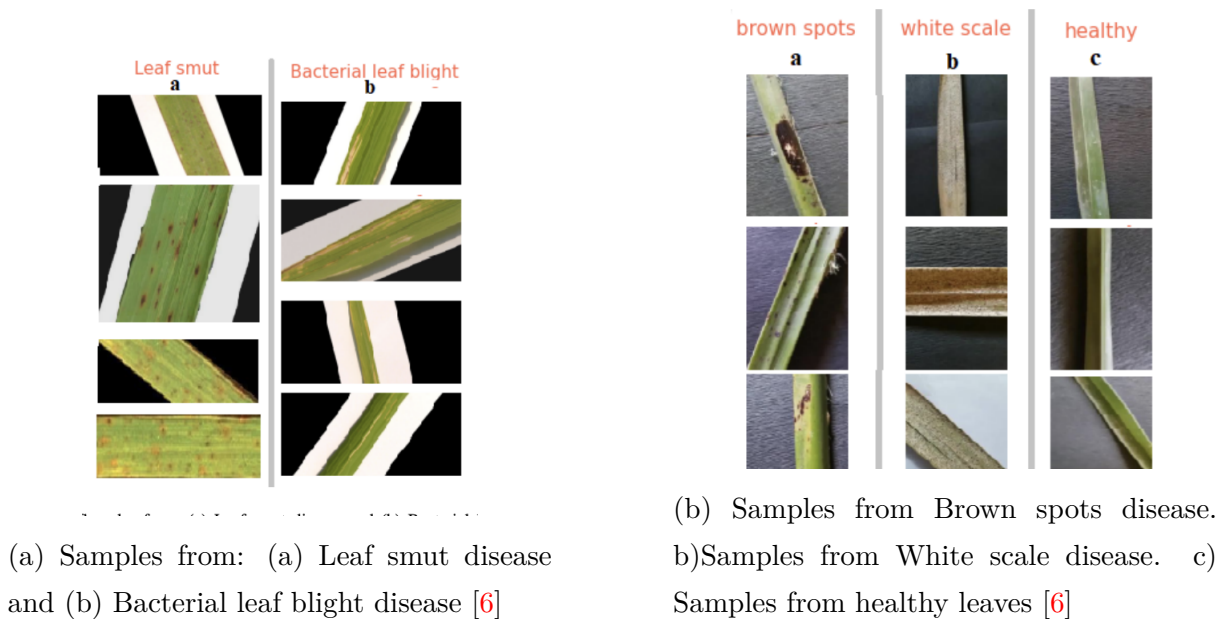 Leaf smut
a
Bacterial leaf blight
b
(a) Samples from: (a) Leaf smut disease
and (b) Bacterial leaf blight disease [6]
brown spots
a
white scale
b
healthy
c
(b) Samples from Brown spots disease.
b)Samples from White scale disease. c)
Samples from healthy leaves [6]